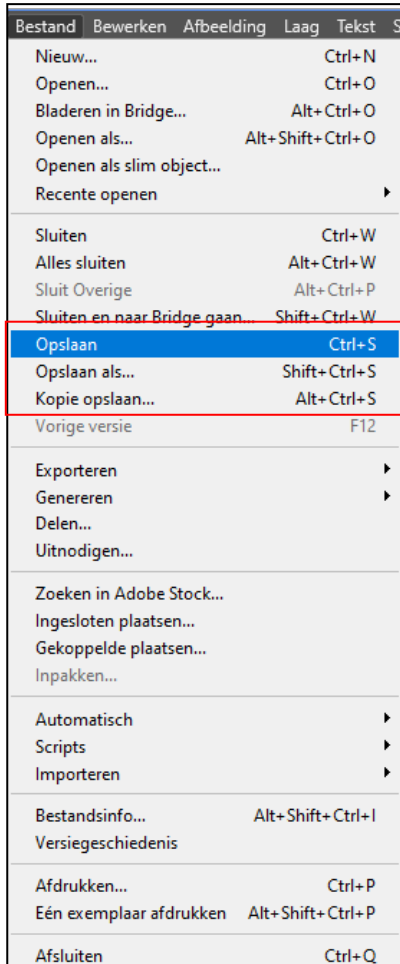 Bestand Bewerken Afbeelding Laag Tekst S
Nieuw... Ctrl+N
Openen... Ctrl+O
Bladeren in Bridge... Alt+Ctrl+O
Openen als... Alt+Shift+Ctrl+O
Openen als slim object...
Recente openen
Sluiten Ctrl+W
Alles sluiten Alt+Ctrl+W
Sluit Overige Alt+Ctrl+P
Sluiten en naar Bridge gaan... Shift+Ctrl+W
Opslaan Ctrl+S
Opslaan als... Shift+Ctrl+S
Kopie opslaan... Alt+Ctrl+S
Vorige versie F12
Exporteren
Genereren
Delen...
Uitnodigen...
Zoeken in Adobe Stock...
Ingesloten plaatsen...
Gekoppelde plaatsen...
Inpakken...
Automatisch
Scripts
Importeren
Bestandsinfo... Alt+Shift+Ctrl+I
Versiegeschiedenis
Afdrukken... Ctrl+P
Eén exemplaar afdrukken Alt+Shift+Ctrl+P
Afsluiten Ctrl+Q